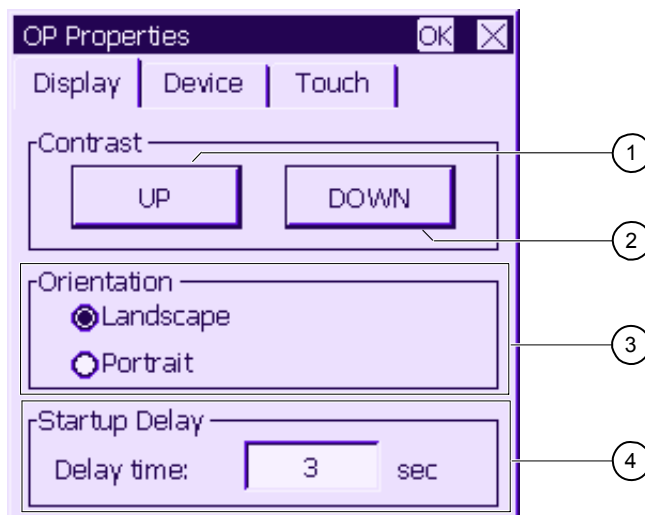 OP Properties OK
Display Device Touch
Contrast
1
UP DOWN
2
Orientation
Landscape
3
Portrait
Startup Delay
Delay time: 3 sec
4